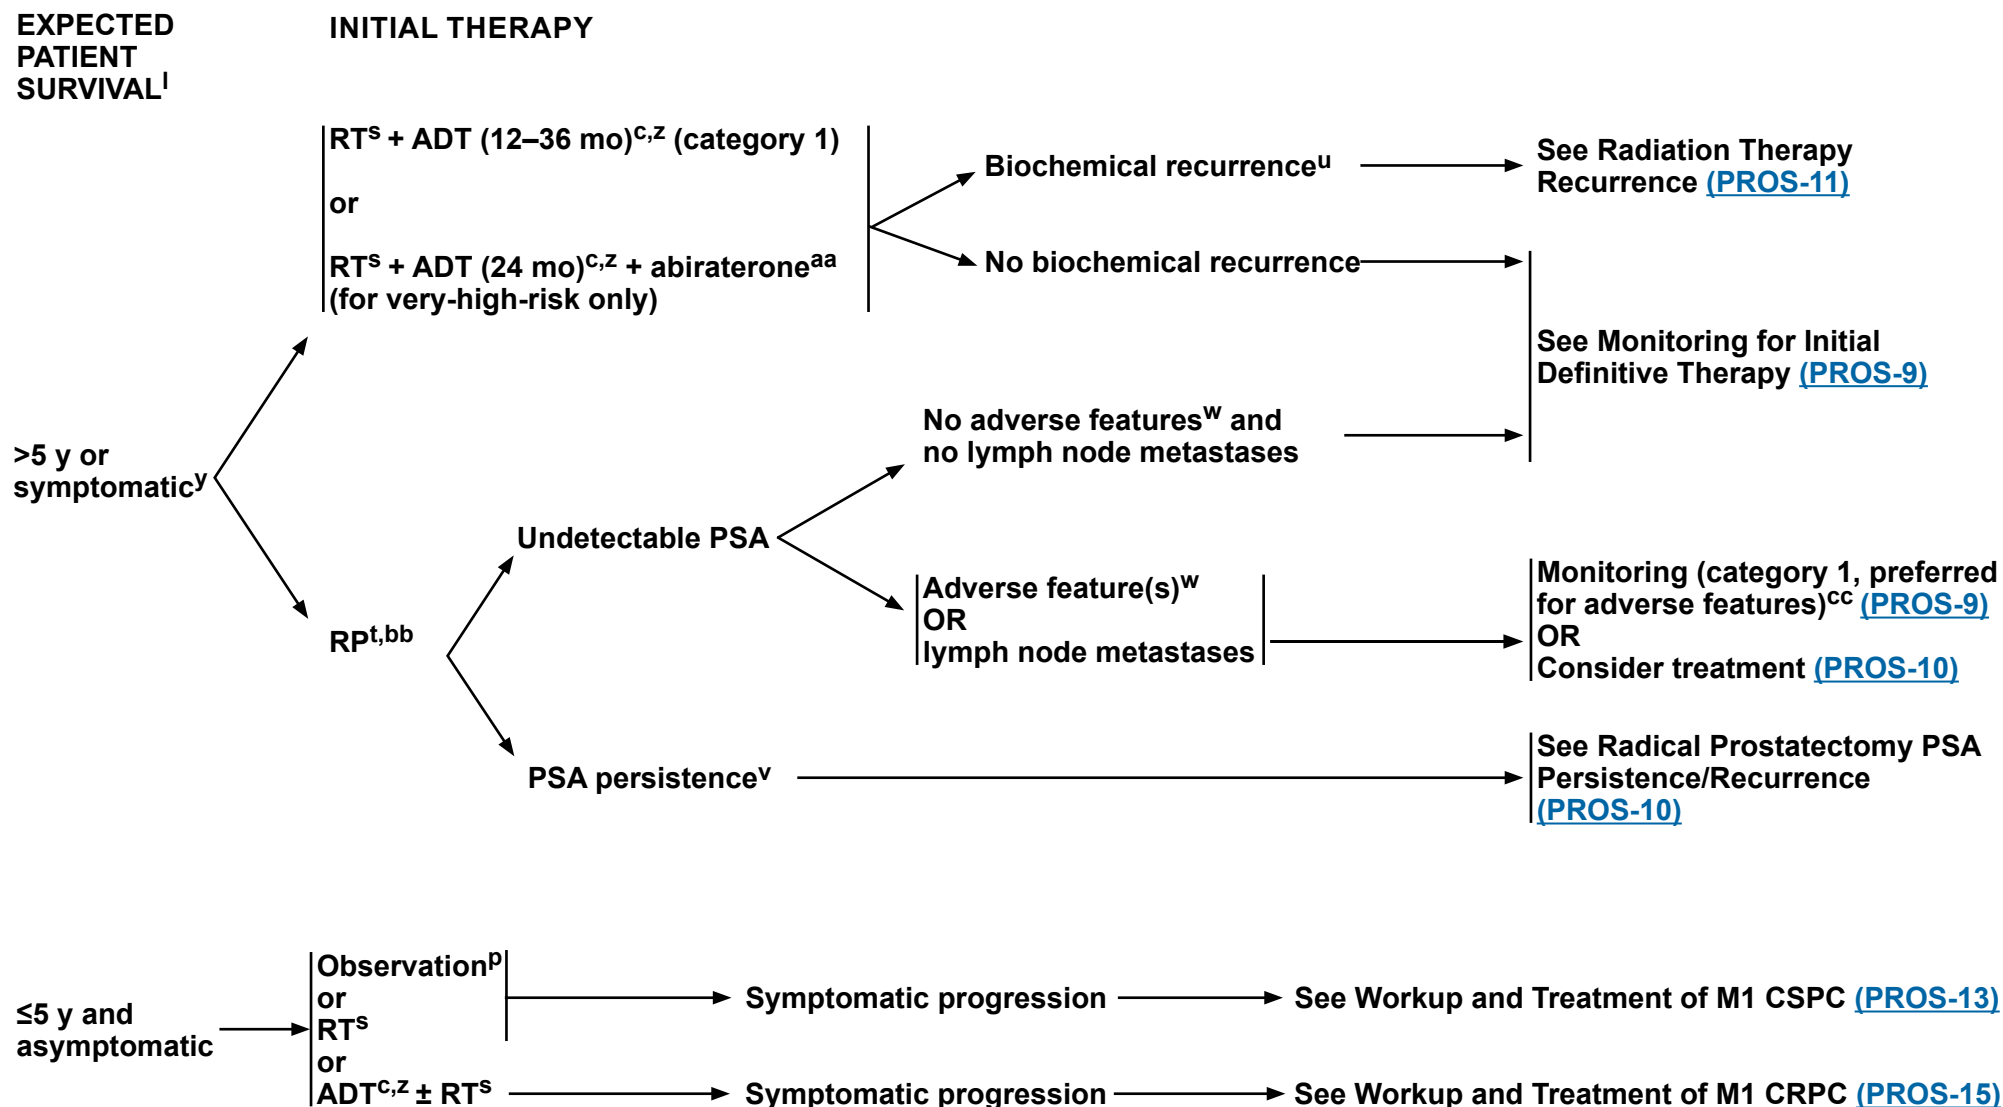 EXPECTED
PATIENT
SURVIVALl
INITIAL THERAPY
RTs + ADT (12–36 mo)c,z (category 1)
or
RTs + ADT (24 mo)c,z + abirateroneaa
(for very-high-risk only)
Biochemical recurrenceu
See Radiation Therapy
Recurrence (PROS-11)
No biochemical recurrence
See Monitoring for Initial
Definitive Therapy (PROS-9)
>5 y or
symptomaticy
No adverse featuresw and
no lymph node metastases
Undetectable PSA
Adverse feature(s)w
OR
lymph node metastases
Monitoring (category 1, preferred
for adverse features)cc (PROS-9)
OR
Consider treatment (PROS-10)
RPt,bb
PSA persistencev
See Radical Prostatectomy PSA
Persistence/Recurrence
(PROS-10)
≤5 y and
asymptomatic
Observationp
or
RTs
or
ADTc,z ± RTs
Symptomatic progression
See Workup and Treatment of M1 CSPC (PROS-13)
Symptomatic progression
See Workup and Treatment of M1 CRPC (PROS-15)